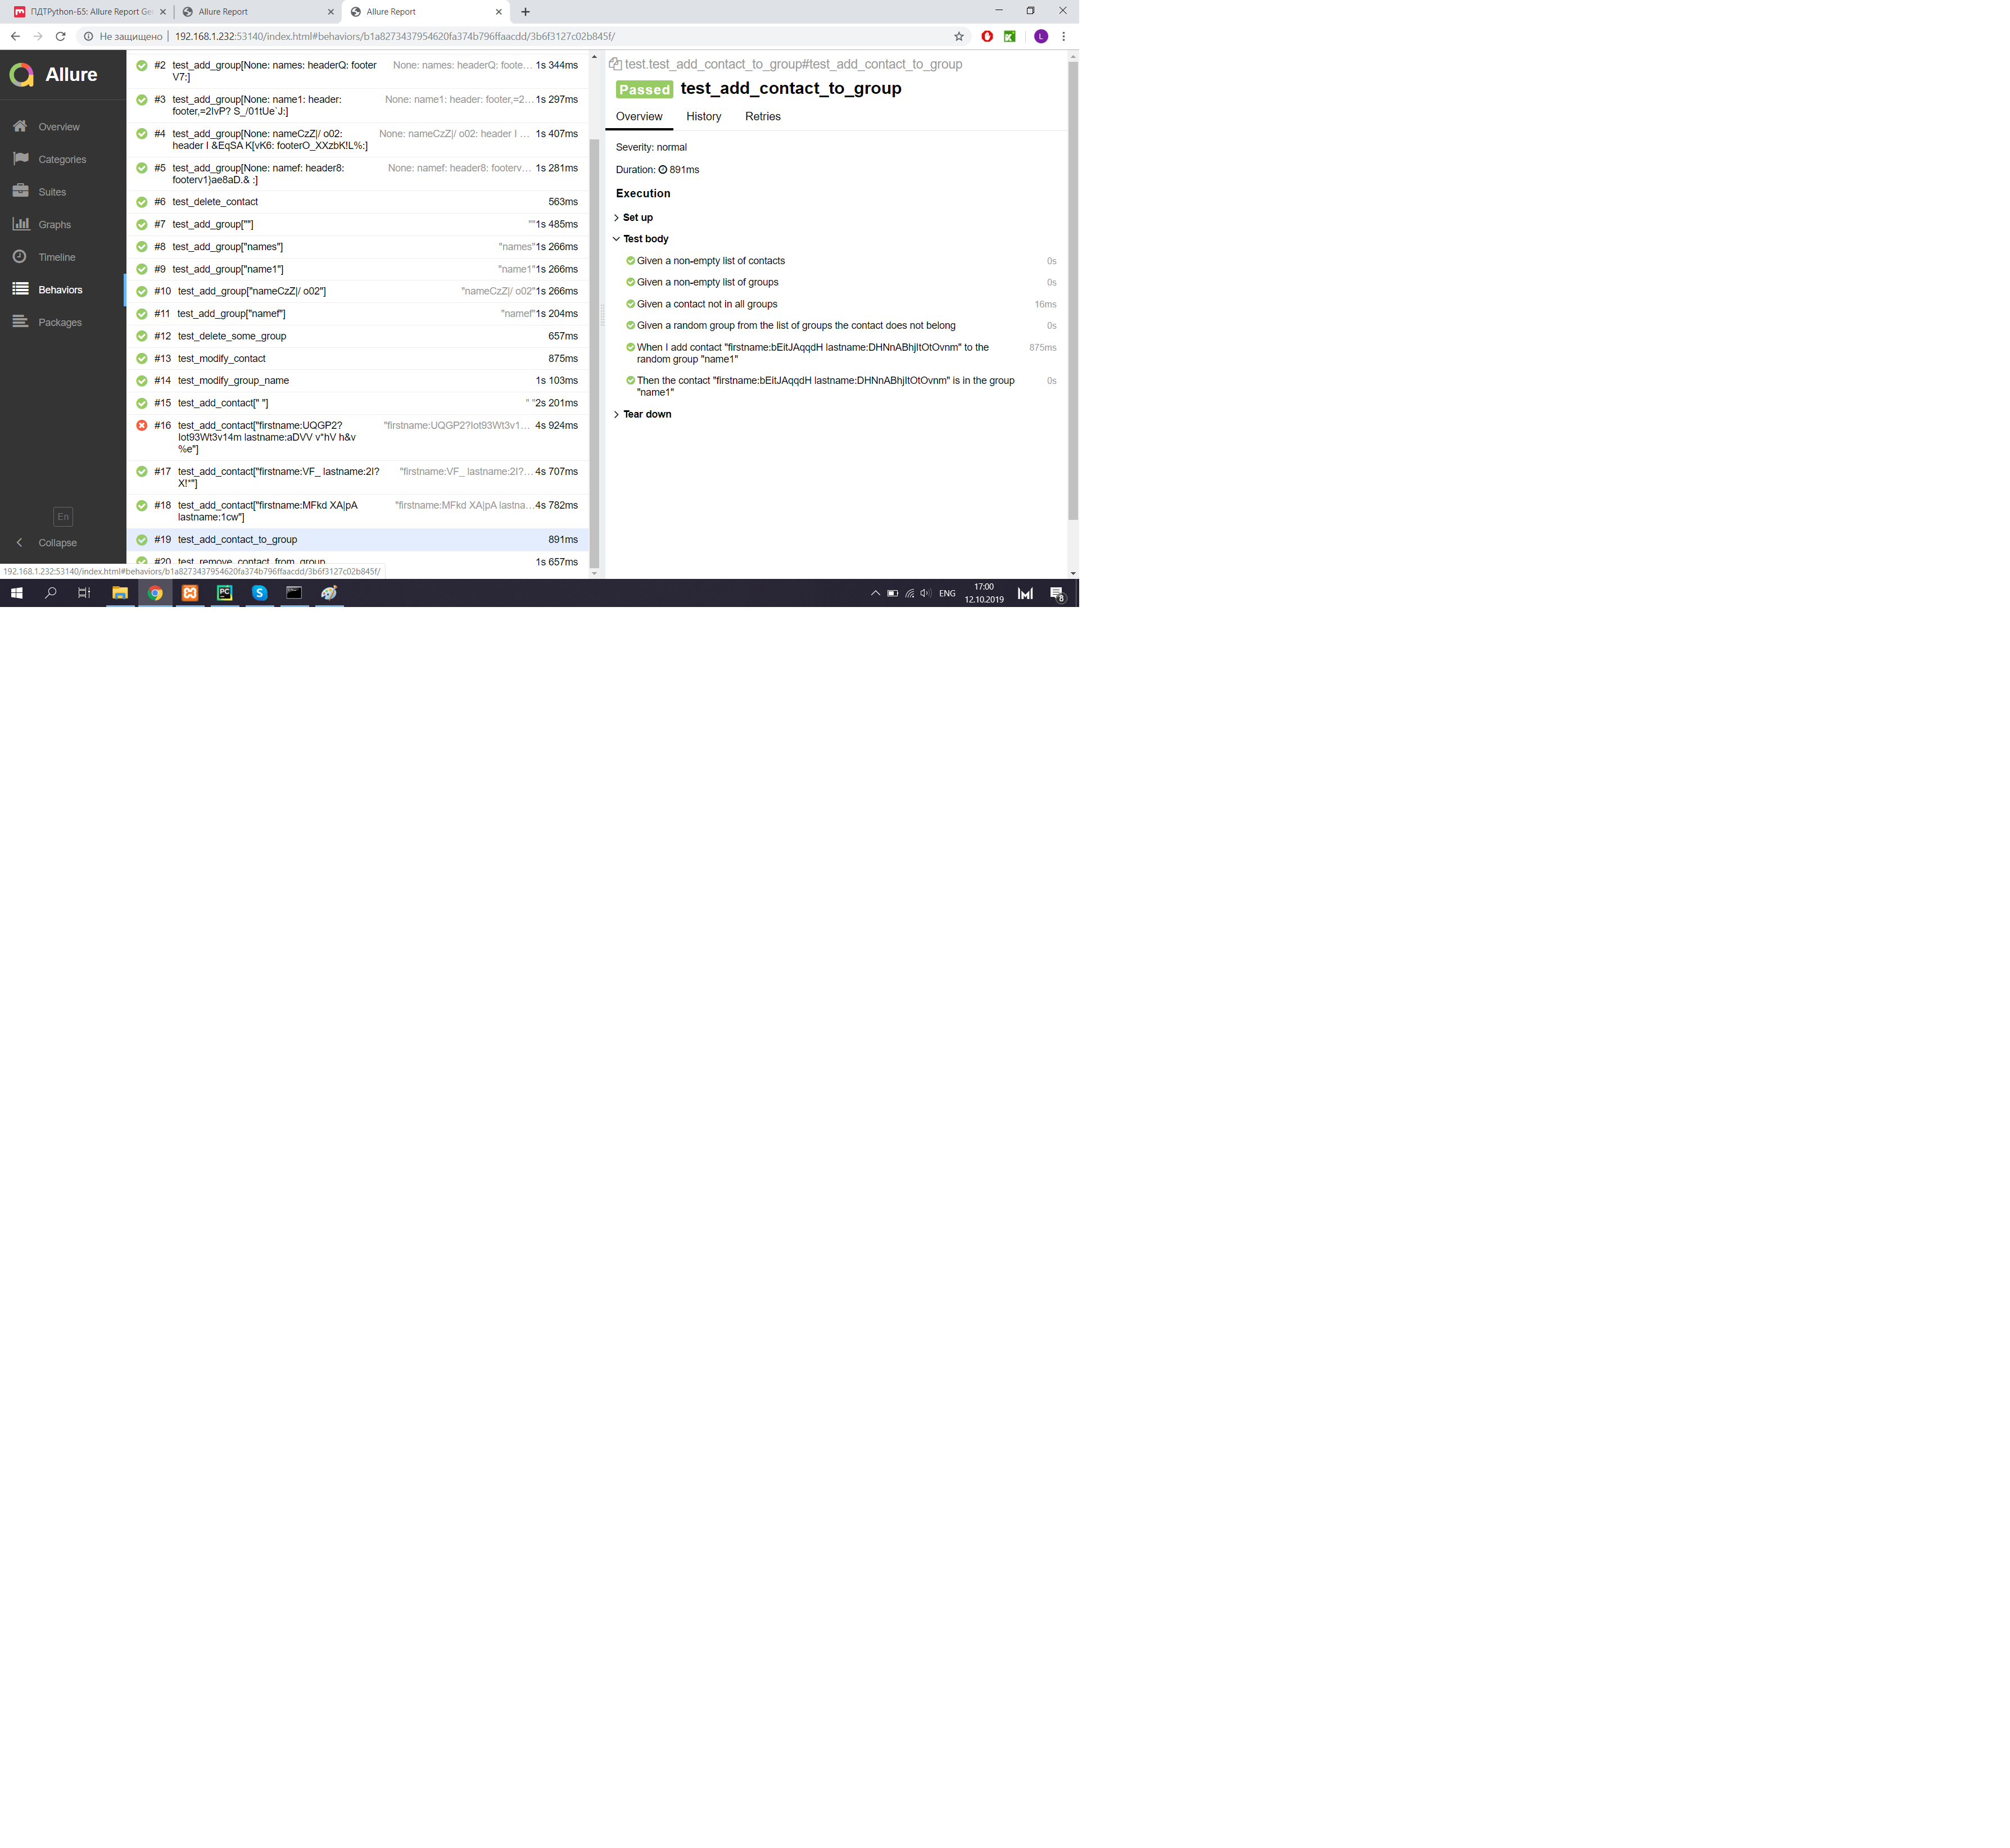 ПДТPython-Б5: Allure Report Ge
Allure Report
Allure Report
Не защищено
192.168.1.232:53140/index.html#behaviors/b1a8273437954620fa374b796ffaacdd/3b6f3127c02b845f/
L
Allure
Overview
Categories
Suites
Graphs
Timeline
Behaviors
Packages
En
Collapse
#2 test_add_group[None: names: headerQ: footer None: names: headerQ: foote... 1s 344ms
V7:]
#3 test_add_group[None: name1: header: None: name1: header: footer,=2... 1s 297ms
footer,=2IvP? S_/01tUe`J:]
#4 test_add_group[None: nameCzZ|/ o02: None: nameCzZ|/ o02: header I ... 1s 407ms
header I &EqSA K[vK6: footerO_XXzbK!L%:]
#5 test_add_group[None: namef: header8: None: namef: header8: footerv... 1s 281ms
footerv1}ae8aD.& :]
#6 test_delete_contact 563ms
#7 test_add_group[""] "" 1s 485ms
#8 test_add_group["names"] "names" 1s 266ms
#9 test_add_group["name1"] "name1" 1s 266ms
#10 test_add_group["nameCzZ|/ o02"] "nameCzZ|/ o02" 1s 266ms
#11 test_add_group["namef"] "namef" 1s 204ms
#12 test_delete_some_group 657ms
#13 test_modify_contact 875ms
#14 test_modify_group_name 1s 103ms
#15 test_add_contact[" "] " " 2s 201ms
#16 test_add_contact["firstname:UQGP2? "firstname:UQGP2?Iot93Wt3v1... 4s 924ms
Iot93Wt3v14m lastname:aDVV v*hV h&v
%e"]
#17 test_add_contact["firstname:VF_ lastname:2I? "firstname:VF_ lastname:2I?... 4s 707ms
X!*"]
#18 test_add_contact["firstname:MFkd XA|pA "firstname:MFkd XA|pA lastna... 4s 782ms
lastname:1cw"]
#19 test_add_contact_to_group 891ms
#20 test_remove_contact_from_group 1s 657ms
192.168.1.232:53140/index.html#behaviors/b1a8273437954620fa374b796ffaacdd/3b6f3127c02b845f/
test.test_add_contact_to_group#test_add_contact_to_group
Passed test_add_contact_to_group
Overview History Retries
Severity: normal
Duration: 891ms
Execution
Set up
Test body
Given a non-empty list of contacts 0s
Given a non-empty list of groups 0s
Given a contact not in all groups 16ms
Given a random group from the list of groups the contact does not belong 0s
When I add contact "firstname:bEitJAqqdH lastname:DHNnABhjItOtOvnm" to the 875ms
random group "name1"
Then the contact "firstname:bEitJAqqdH lastname:DHNnABhjItOtOvnm" is in the group 0s
"name1"
Tear down
PC
S
ENG
17:00
12.10.2019
8